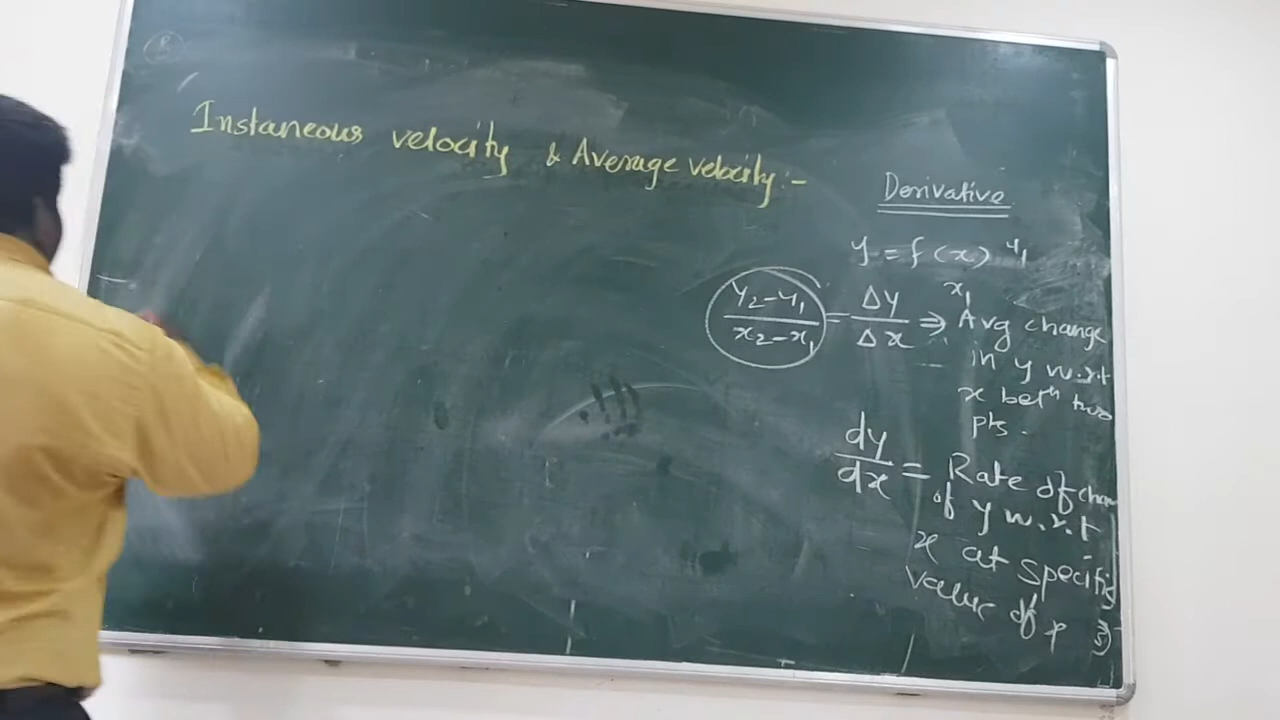 Instaneous velocity & Average velocity :-
Derivative
y = f(x) y₁
x₁
y₂-y₁/x₂-x₁ = Δy/Δx ⇒ Avg change
in y w.r.t
x betⁿ two
pts.
dy/dx = Rate of chan
of y w.r.t
x at specific
value of